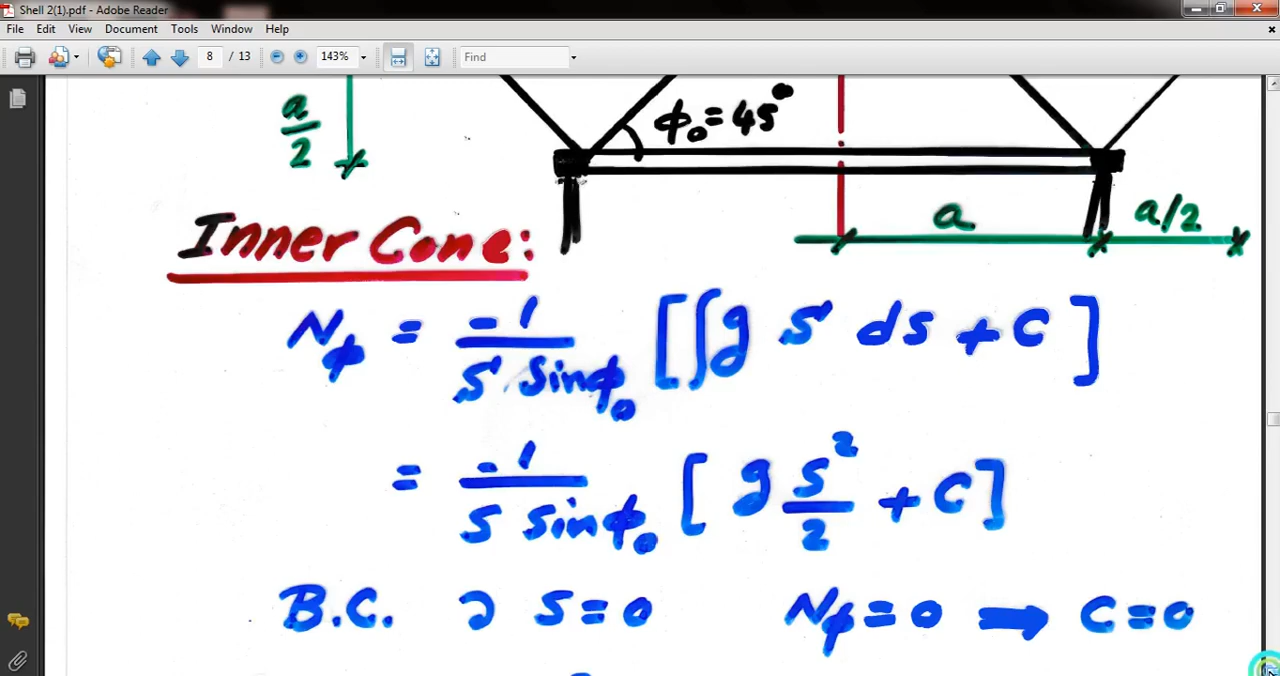 Shell 2(1).pdf - Adobe Reader
File Edit View Document Tools Window Help
8 / 13 143% Find
a/2
ϕ₀ = 45°
a a/2
Inner Cone:
Nϕ = -1/(S sinϕ₀) [∫ g S ds + C]
= -1/(S sinϕ₀) [g S²/2 + C]
B.C. S = 0 Nϕ = 0 ⟹ C = 0